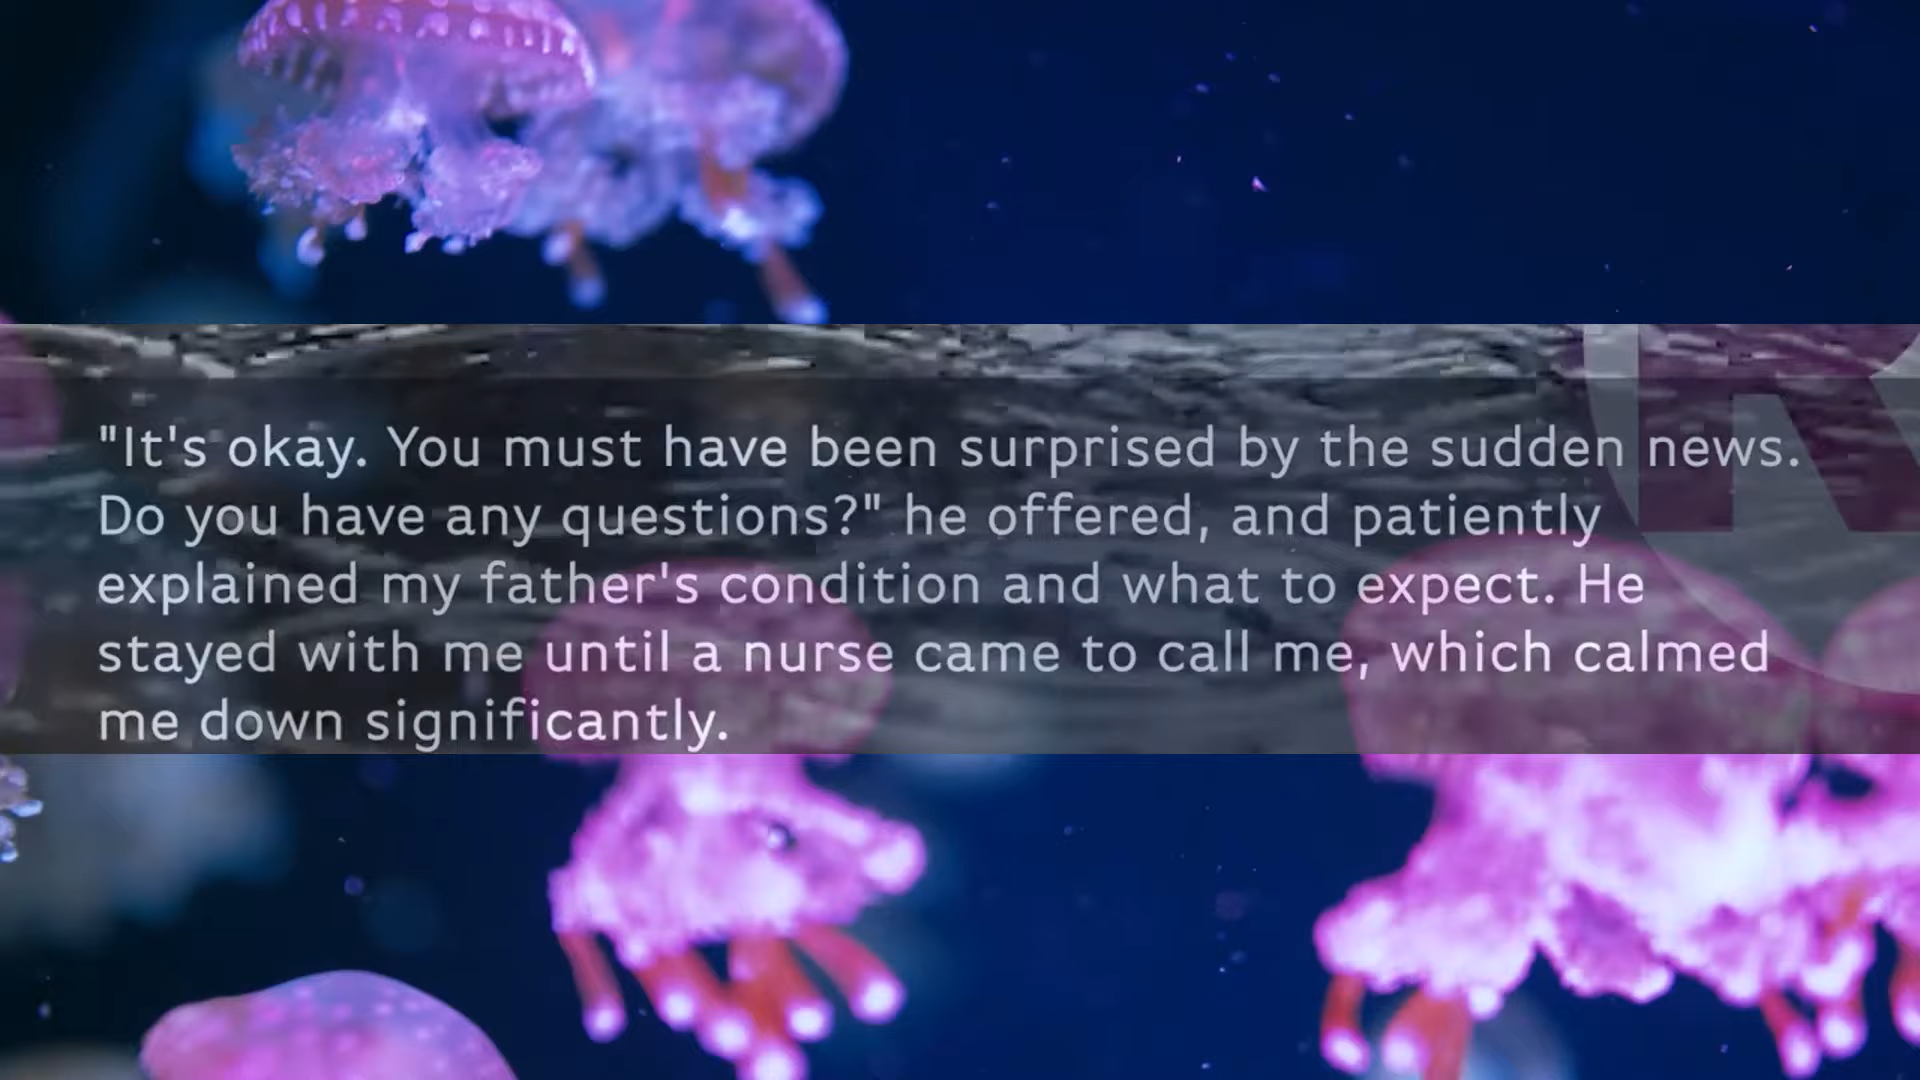 "It's okay. You must have been surprised by the sudden news.
Do you have any questions?" he offered, and patiently
explained my father's condition and what to expect. He
stayed with me until a nurse came to call me, which calmed
me down significantly.
R